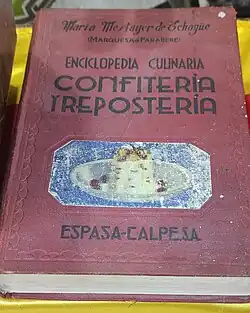 María Mestayer de Echagüe
(MARQUESA DE PARABERE)
ENCICLOPEDIA CULINARIA
CONFITERÍA
Y REPOSTERÍA
ESPASA-CALPE S.A.